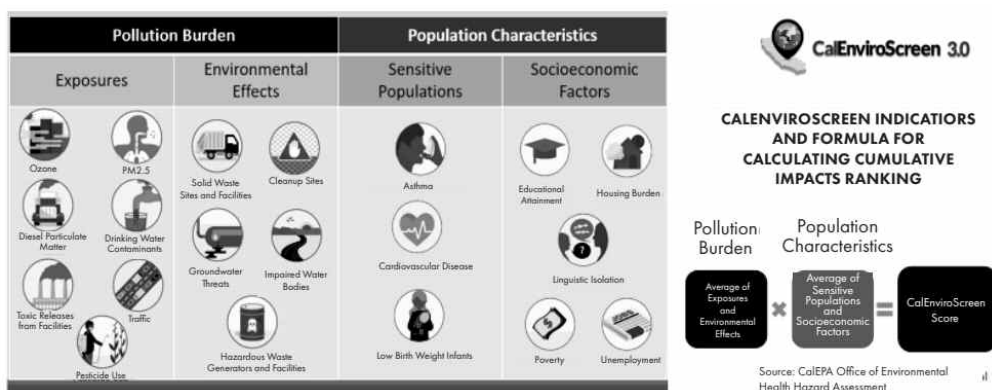 Pollution Burden
Population Characteristics
Exposures
Environmental
Effects
Sensitive
Populations
Socioeconomic
Factors
Ozone
PM2.5
Diesel Particulate
Matter
Drinking Water
Contaminants
Toxic Releases
from Facilities
Traffic
Pesticide Use
Solid Waste
Sites and Facilities
Cleanup Sites
Groundwater
Threats
Impaired Water
Bodies
Hazardous Waste
Generators and Facilities
Asthma
Cardiovascular Disease
Low Birth Weight Infants
Educational
Attainment
Housing Burden
Linguistic Isolation
Poverty
Unemployment
CalEnviroScreen 3.0
CALENVIROSCREEN INDICATIORS
AND FORMULA FOR
CALCULATING CUMULATIVE
IMPACTS RANKING
Pollution
Burden
Population
Characteristics
Average of
Exposures
and
Environmental
Effects
×
Average of
Sensitive
Populations
and
Socioeconomic
Factors
=
CalEnviroScreen
Score
Source: CalEPA Office of Environmental
Health Hazard Assessment